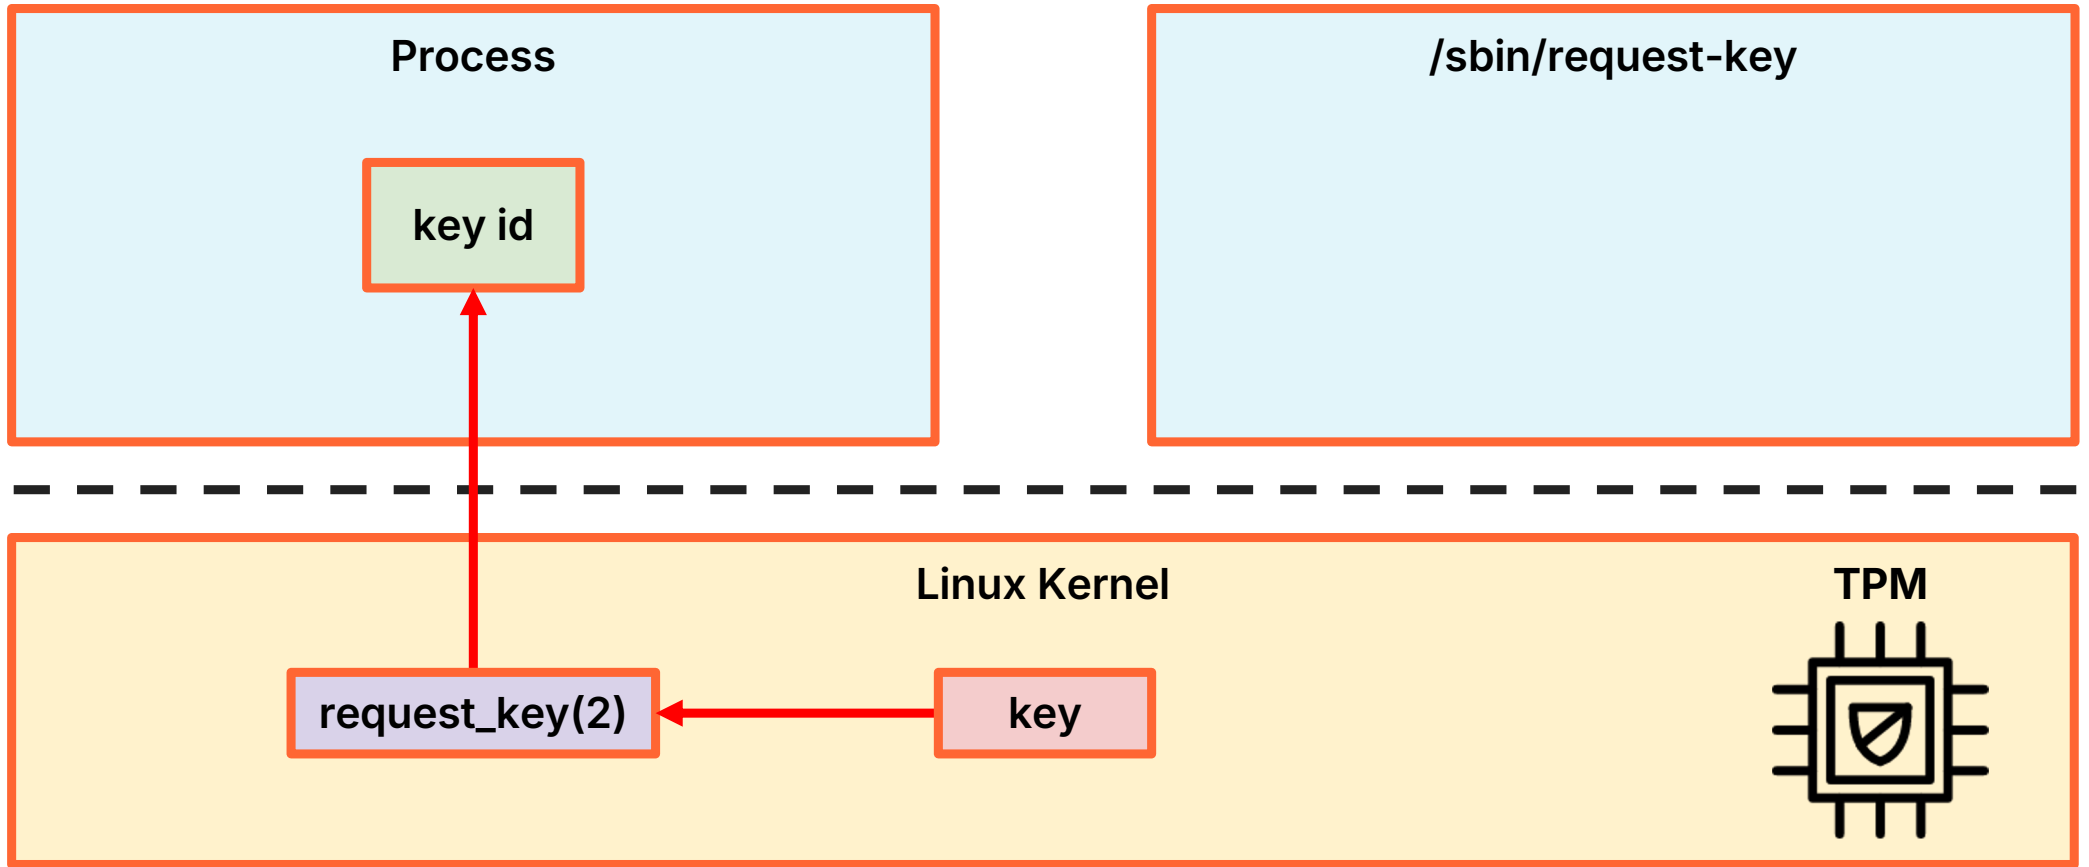 Process
/sbin/request-key
key id
Linux Kernel
TPM
request_key(2)
key